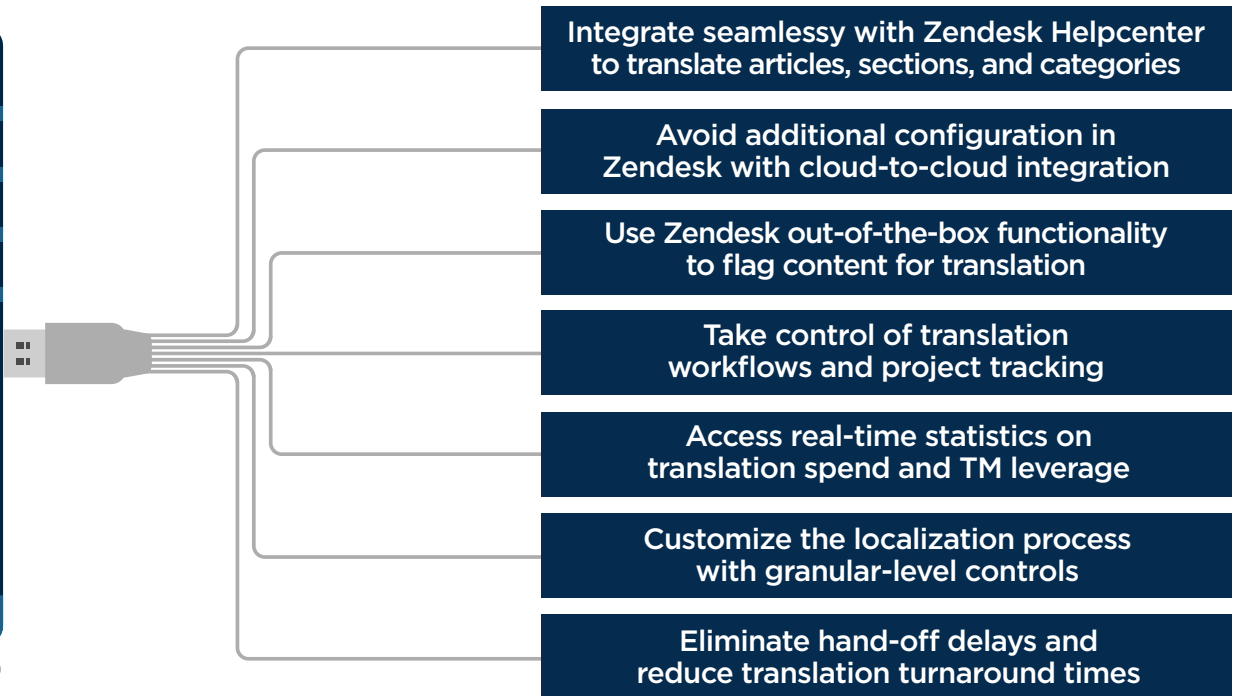 Integrate seamlessy with Zendesk Helpcenter
to translate articles, sections, and categories
Avoid additional configuration in
Zendesk with cloud-to-cloud integration
Use Zendesk out-of-the-box functionality
to flag content for translation
Take control of translation
workflows and project tracking
Access real-time statistics on
translation spend and TM leverage
Customize the localization process
with granular-level controls
Eliminate hand-off delays and
reduce translation turnaround times